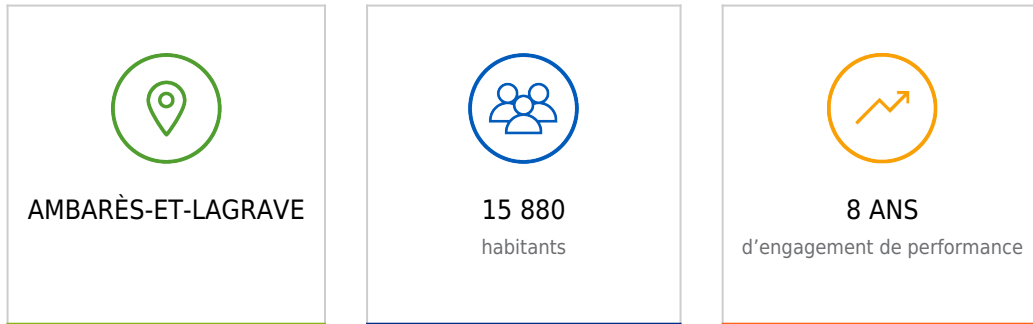 AMBARÈS-ET-LAGRAVE
15 880
habitants
8 ANS
d’engagement de performance